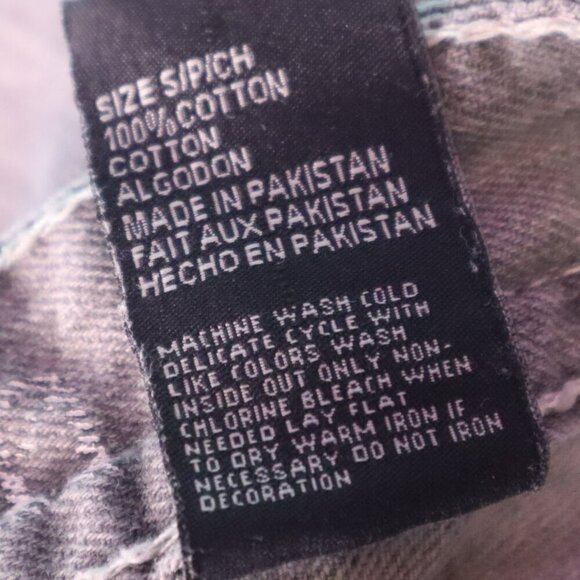 SIZE S/P/CH
100% COTTON
COTTON
ALGODON
MADE IN PAKISTAN
FAIT AUX PAKISTAN
HECHO EN PAKISTAN
MACHINE WASH COLD
DELICATE CYCLE WITH
LIKE COLORS WASH
INSIDE OUT ONLY NON-
CHLORINE BLEACH WHEN
NEEDED LAY FLAT
TO DRY WARM IRON IF
NECESSARY DO NOT IRON
DECORATION